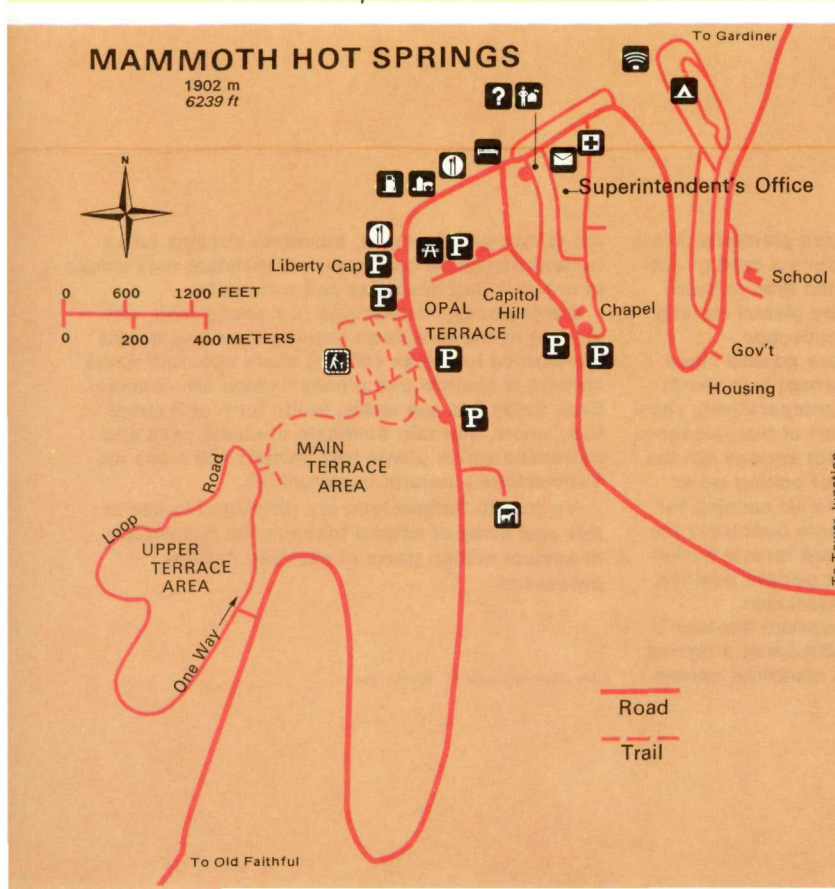 MAMMOTH HOT SPRINGS
1902 m
6239 ft
To Gardiner
?
N
Superintendent's Office
P
Liberty Cap
P
School
0 600 1200 FEET
P
OPAL
TERRACE
Capitol
Hill
Chapel
0 200 400 METERS
P
P
P
Gov't
Housing
P
MAIN
TERRACE
AREA
Loop Road
UPPER
TERRACE
AREA
One Way
Road
Trail
To Old Faithful